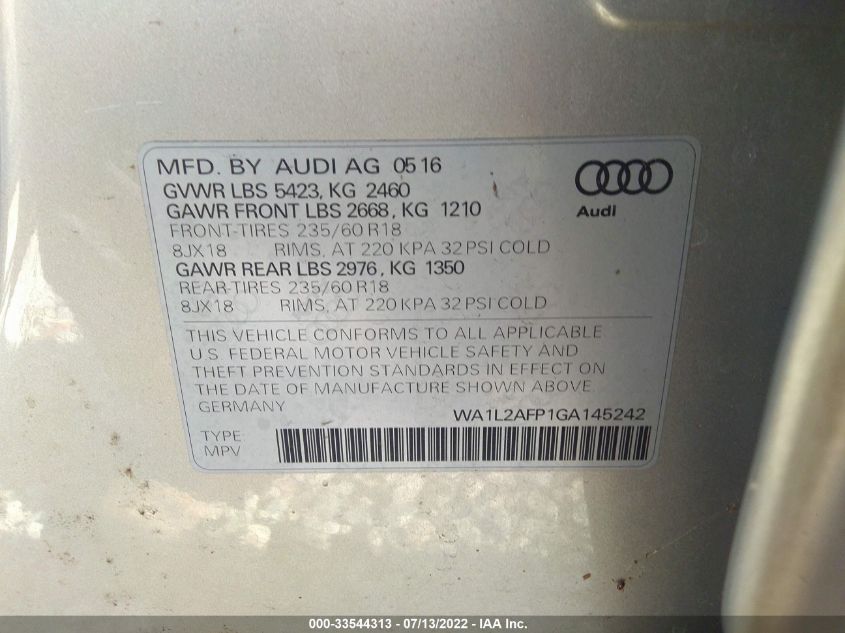 MFD. BY AUDI AG 05 16
GVWR LBS 5423, KG 2460
GAWR FRONT LBS 2668, KG 1210
FRONT-TIRES 235/60 R18
8JX18 RIMS, AT 220 KPA 32 PSI COLD
GAWR REAR LBS 2976, KG 1350
REAR-TIRES 235/60 R18
8JX18 RIMS, AT 220 KPA 32 PSI COLD
Audi
THIS VEHICLE CONFORMS TO ALL APPLICABLE
U.S. FEDERAL MOTOR VEHICLE SAFETY AND
THEFT PREVENTION STANDARDS IN EFFECT ON
THE DATE OF MANUFACTURE SHOWN ABOVE.
GERMANY
WA1L2AFP1GA145242
TYPE:
MPV
000-33544313 - 07/13/2022 - IAA Inc.